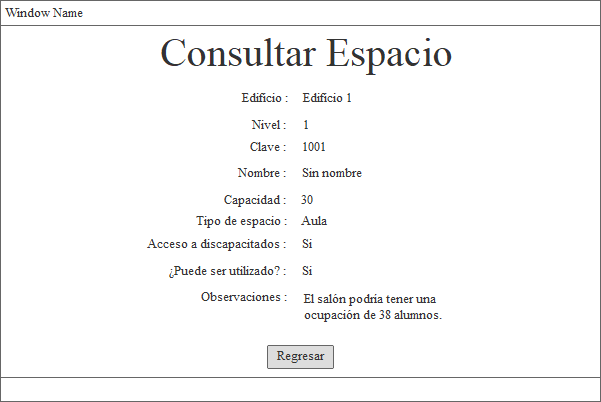 Window Name
Consultar Espacio
Edificio : Edificio 1
Nivel : 1
Clave : 1001
Nombre : Sin nombre
Capacidad : 30
Tipo de espacio : Aula
Acceso a discapacitados : Si
¿Puede ser utilizado? : Si
Observaciones : El salón podria tener una
ocupación de 38 alumnos.
Regresar